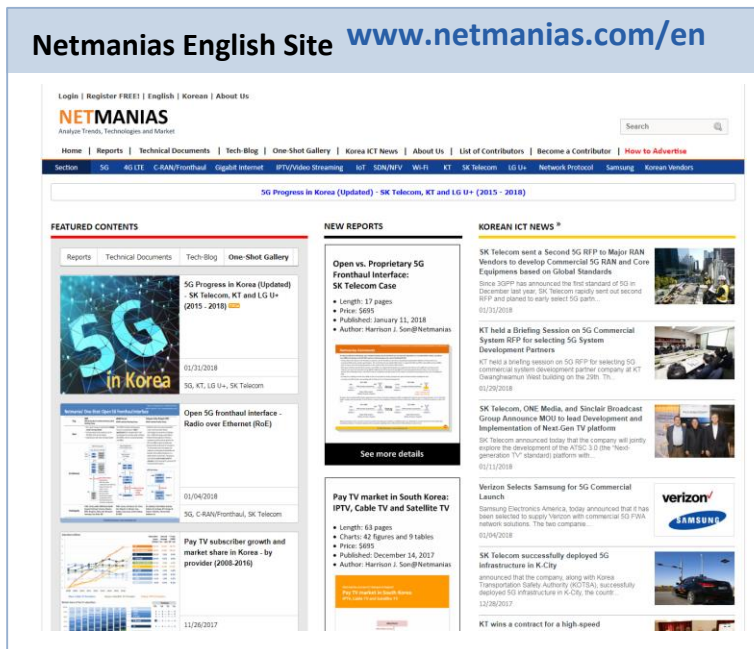 Netmanias English Site www.netmanias.com/en
Login | Register FREE! | English | Korean | About Us
NETMANIAS
Analyze Trends, Technologies and Market
Search
Home | Reports | Technical Documents | Tech-Blog | One-Shot Gallery | Korea ICT News | About Us | List of Contributors | Become a Contributor | How to Advertise
Section 5G 4G LTE C-RAN/Fronthaul Gigabit Internet IPTV/Video Streaming IoT SDN/NFV Wi-Fi KT SK Telecom LG U+ Network Protocol Samsung Korean Vendors
5G Progress in Korea (Updated) - SK Telecom, KT and LG U+ (2015 - 2018)
FEATURED CONTENTS
Reports Technical Documents Tech-Blog One-Shot Gallery
5G
in Korea
5G Progress in Korea (Updated)
- SK Telecom, KT and LG U+
(2015 - 2018)
01/31/2018
5G, KT, LG U+, SK Telecom
Open 5G fronthaul interface -
Radio over Ethernet (RoE)
01/04/2018
5G, C-RAN/Fronthaul, SK Telecom
Pay TV subscriber growth and
market share in Korea - by
provider (2008-2016)
11/28/2017
NEW REPORTS
Open vs. Proprietary 5G
Fronthaul Interface:
SK Telecom Case
• Length: 17 pages
• Price: $695
• Published: January 11, 2018
• Author: Harrison J. Son@Netmanias
See more details
Pay TV market in South Korea:
IPTV, Cable TV and Satellite TV
• Length: 63 pages
• Charts: 42 figures and 9 tables
• Price: $695
• Published: December 14, 2017
• Author: Harrison J. Son@Netmanias
Pay TV market in South Korea
IPTV, Cable TV and Satellite TV
KOREAN ICT NEWS
SK Telecom sent a Second 5G RFP to Major RAN
Vendors to develop Commercial 5G RAN and Core
Equipmens based on Global Standards
Since 3GPP has announced the first standard of 5G in
December last year, SK Telecom rapidly sent out second
RFP and planed to early select 5G partn...
01/31/2018
KT held a Briefing Session on 5G Commercial
System RFP for selecting 5G System
Development Partners
KT held a briefing session on 5G RFP for selecting 5G
commercial system development partner company at KT
Gwanghwamun West building on the 29th. Th...
01/29/2018
SK Telecom, ONE Media, and Sinclair Broadcast
Group Announce MOU to lead Development and
Implementation of Next-Gen TV platform
SK Telecom announced today that the company will jointly
explore the development of the ATSC 3.0 (the "Next-
generation TV" standard) platform with...
01/11/2018
Verizon Selects Samsung for 5G Commercial
Launch
Samsung Electronics America, today announced that it has
been selected to supply Verizon with commercial 5G FWA
network solutions. The two companie...
01/04/2018
verizon
SAMSUNG
SK Telecom successfully deployed 5G
infrastructure in K-City
announced that the company, along with Korea
Transportation Safety Authority (KOTSA), successfully
deployed 5G infrastructure in K-City, the countr...
12/28/2017
KT wins a contract for a high-speed